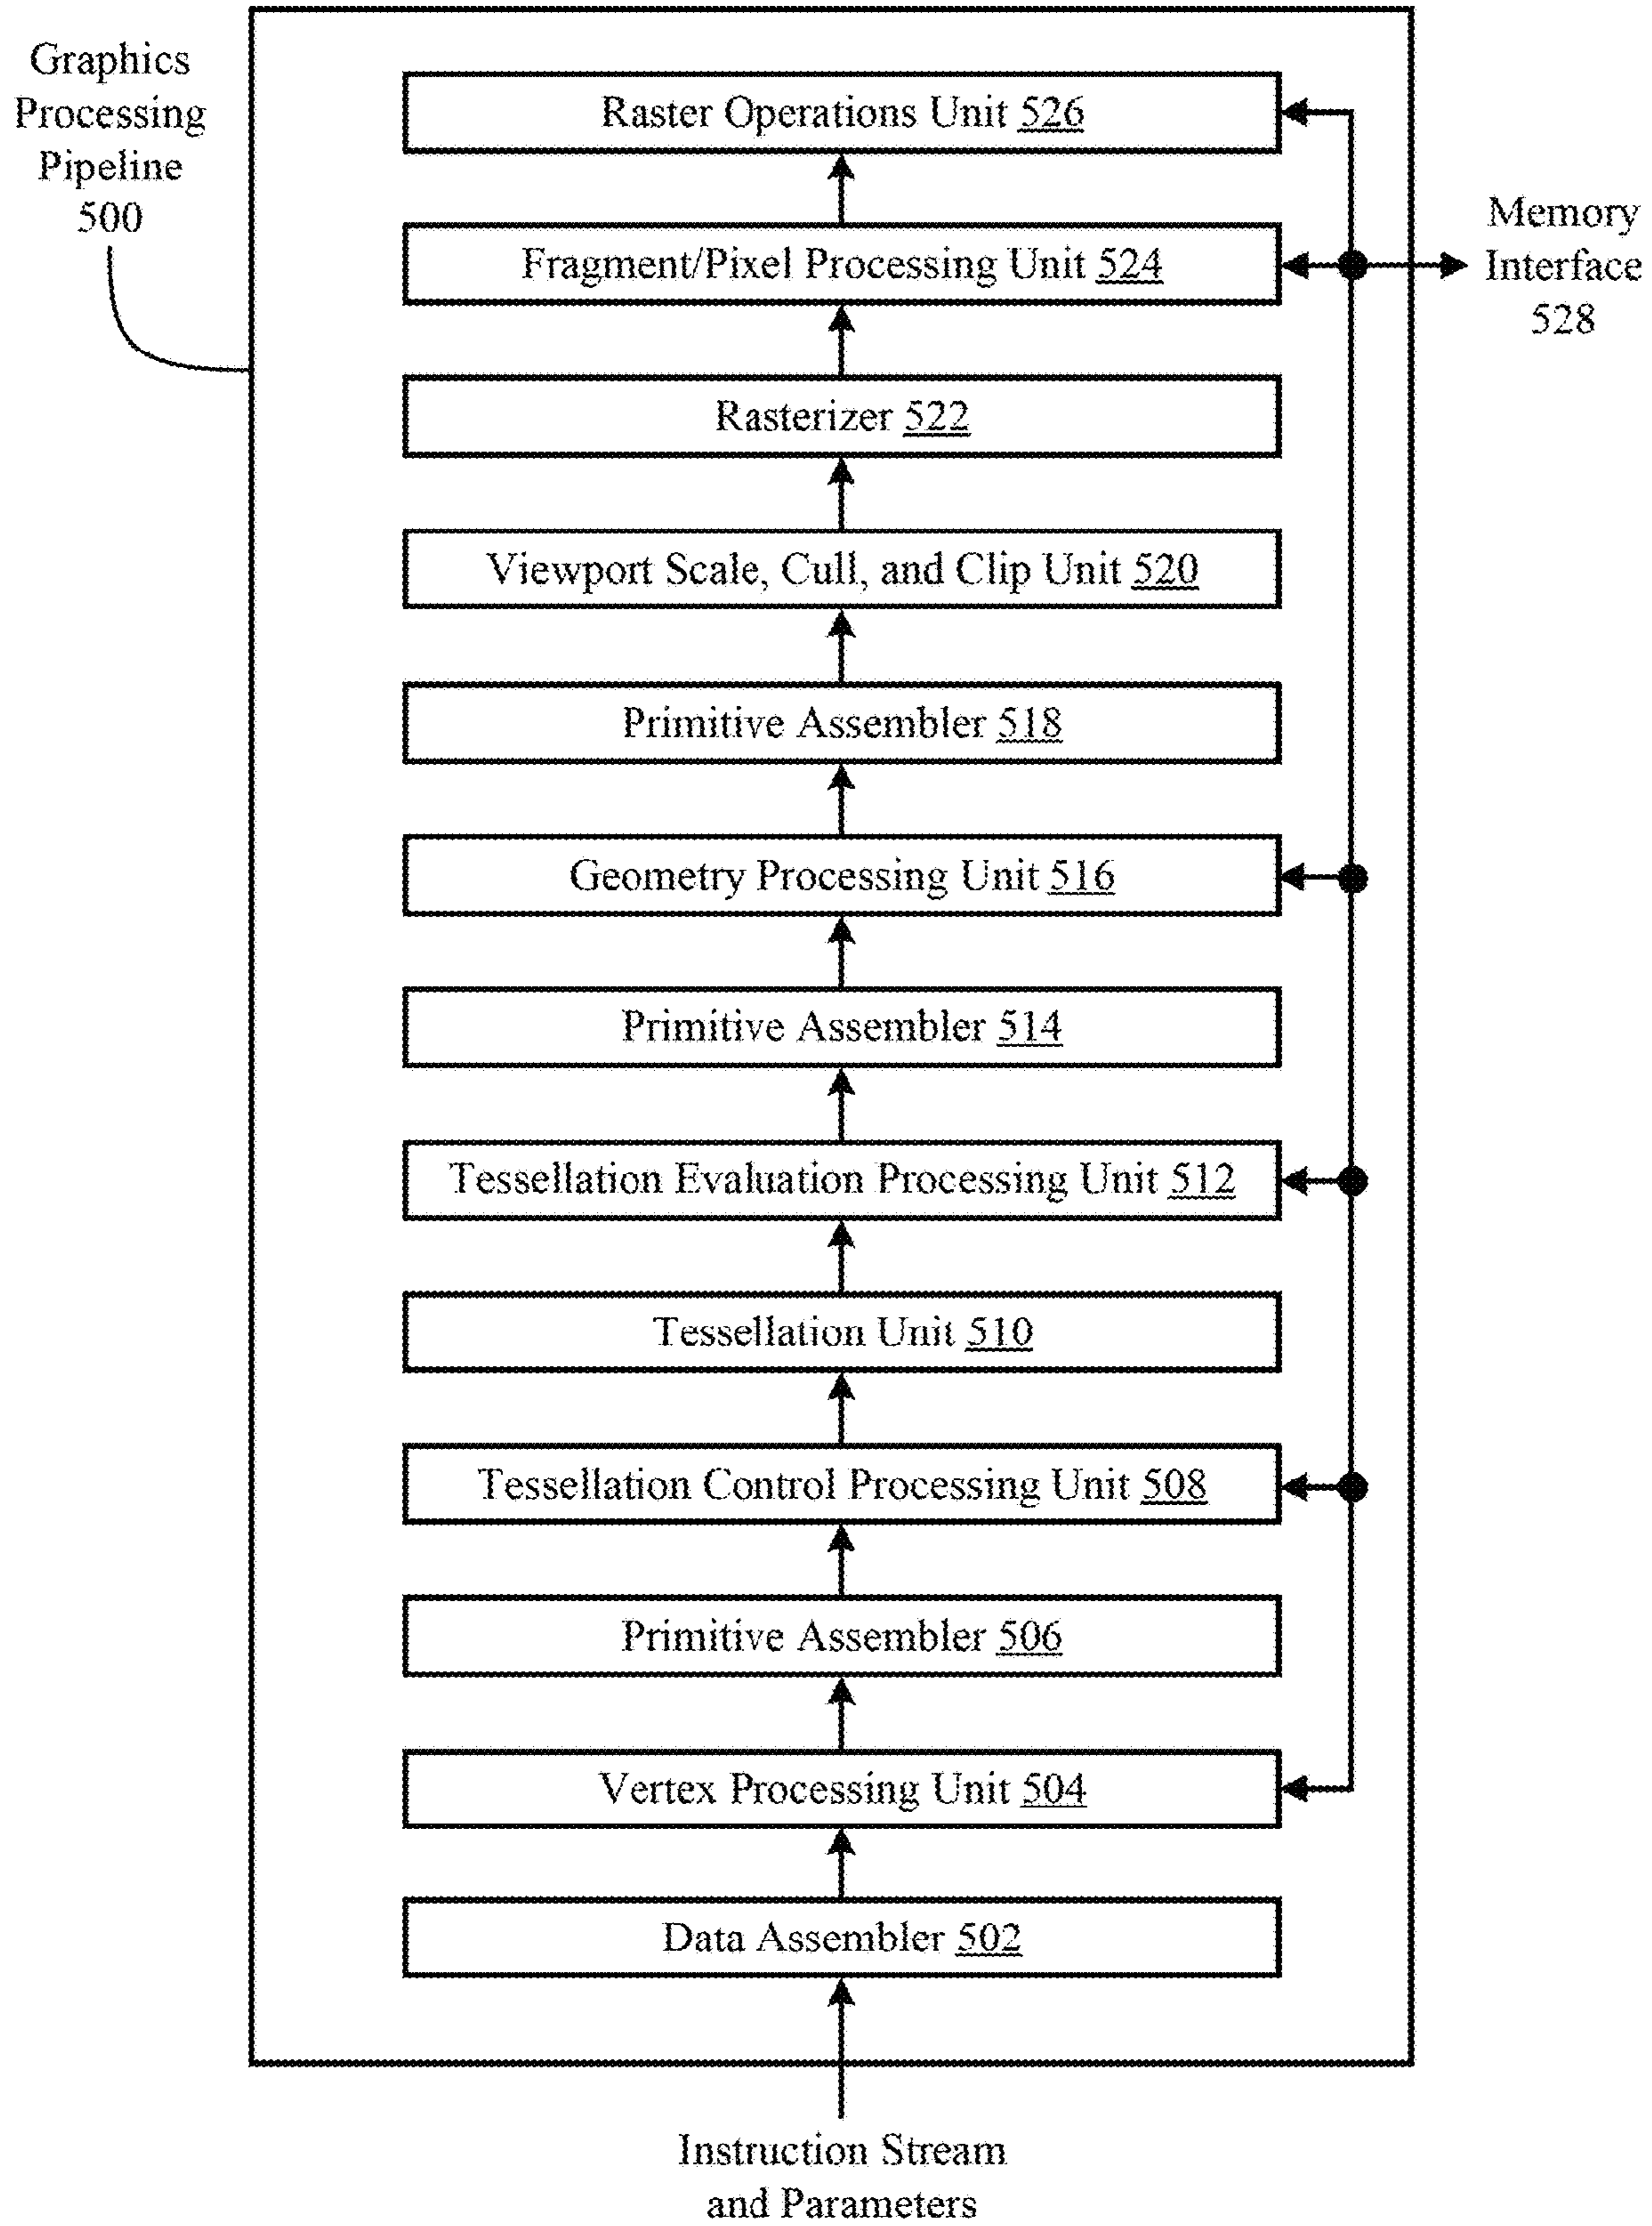 Graphics
Processing
Pipeline
500
Raster Operations Unit 526
Memory
Interface
528
Fragment/Pixel Processing Unit 524
Rasterizer 522
Viewport Scale, Cull, and Clip Unit 520
Primitive Assembler 518
Geometry Processing Unit 516
Primitive Assembler 514
Tessellation Evaluation Processing Unit 512
Tessellation Unit 510
Tessellation Control Processing Unit 508
Primitive Assembler 506
Vertex Processing Unit 504
Data Assembler 502
Instruction Stream
and Parameters